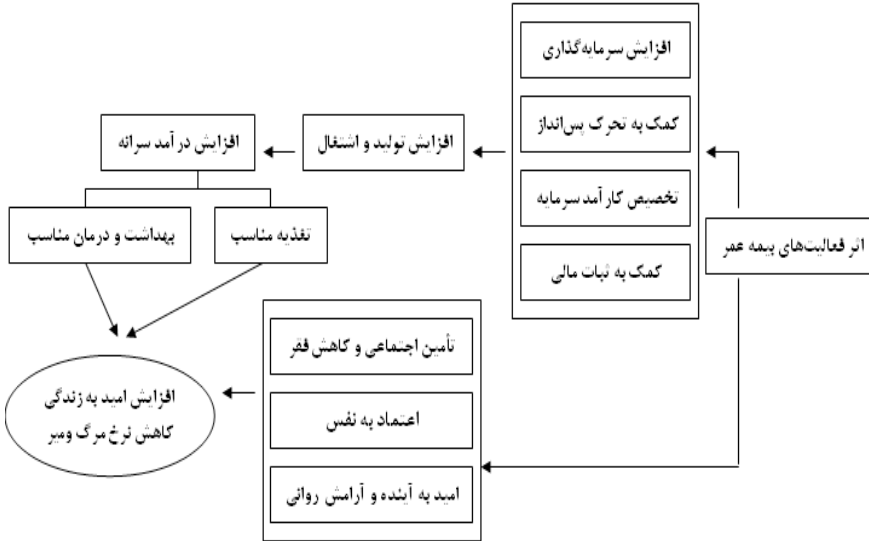 اثر فعالیت‌های بیمه عمر
افزایش سرمایه‌گذاری
کمک به تحرک پس‌انداز
تخصیص کارآمد سرمایه
کمک به ثبات مالی
افزایش تولید و اشتغال
افزایش درآمد سرانه
تغذیه مناسب
بهداشت و درمان مناسب
تأمین اجتماعی و کاهش فقر
اعتماد به نفس
امید به آینده و آرامش روانی
افزایش امید به زندگی
کاهش نرخ مرگ ومیر